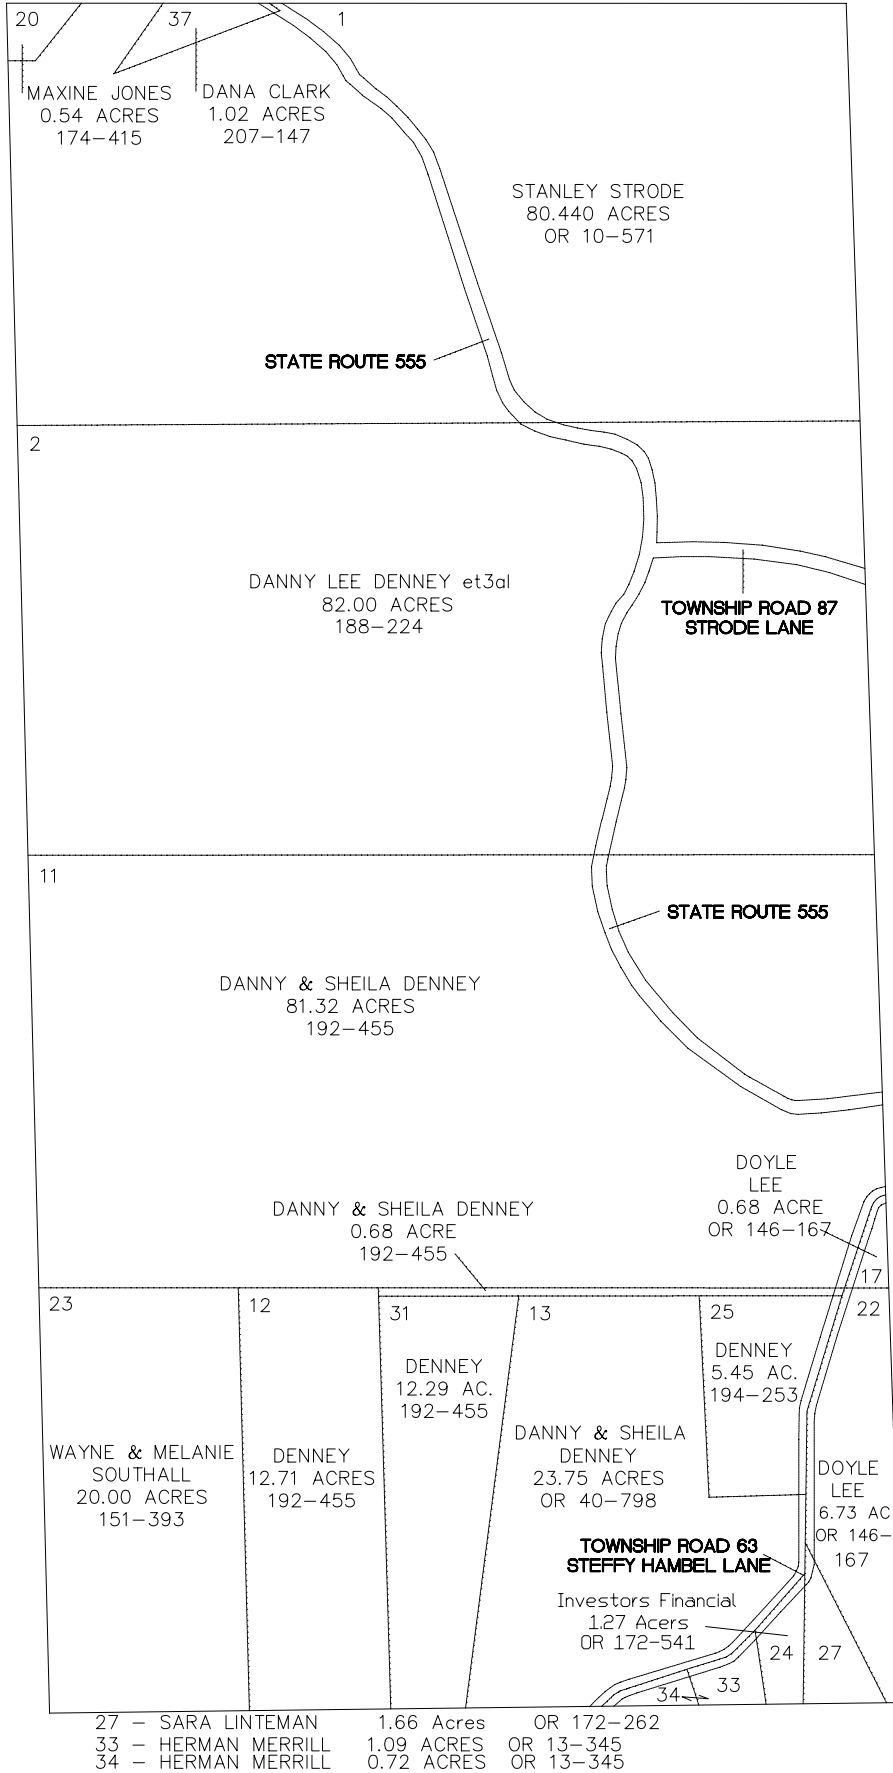 20
37
1
MAXINE JONES
0.54 ACRES
174-415
DANA CLARK
1.02 ACRES
207-147
STANLEY STRODE
80.440 ACRES
OR 10-571
STATE ROUTE 555
2
DANNY LEE DENNEY et3al
82.00 ACRES
188-224
TOWNSHIP ROAD 87
STRODE LANE
11
STATE ROUTE 555
DANNY & SHEILA DENNEY
81.32 ACRES
192-455
DOYLE
LEE
0.68 ACRE
OR 146-167
DANNY & SHEILA DENNEY
0.68 ACRE
192-455
17
23
12
31
13
25
22
DENNEY
5.45 AC.
194-253
DENNEY
12.29 AC.
192-455
WAYNE & MELANIE
SOUTHALL
20.00 ACRES
151-393
DENNEY
12.71 ACRES
192-455
DANNY & SHEILA
DENNEY
23.75 ACRES
OR 40-798
DOYLE
LEE
6.73 AC
OR 146-
167
TOWNSHIP ROAD 63
STEFFY HAMBEL LANE
Investors Financial
1.27 Acers
OR 172-541
24
27
33
34
27 - SARA LINTEMAN 1.66 Acres OR 172-262
33 - HERMAN MERRILL 1.09 ACRES OR 13-345
34 - HERMAN MERRILL 0.72 ACRES OR 13-345